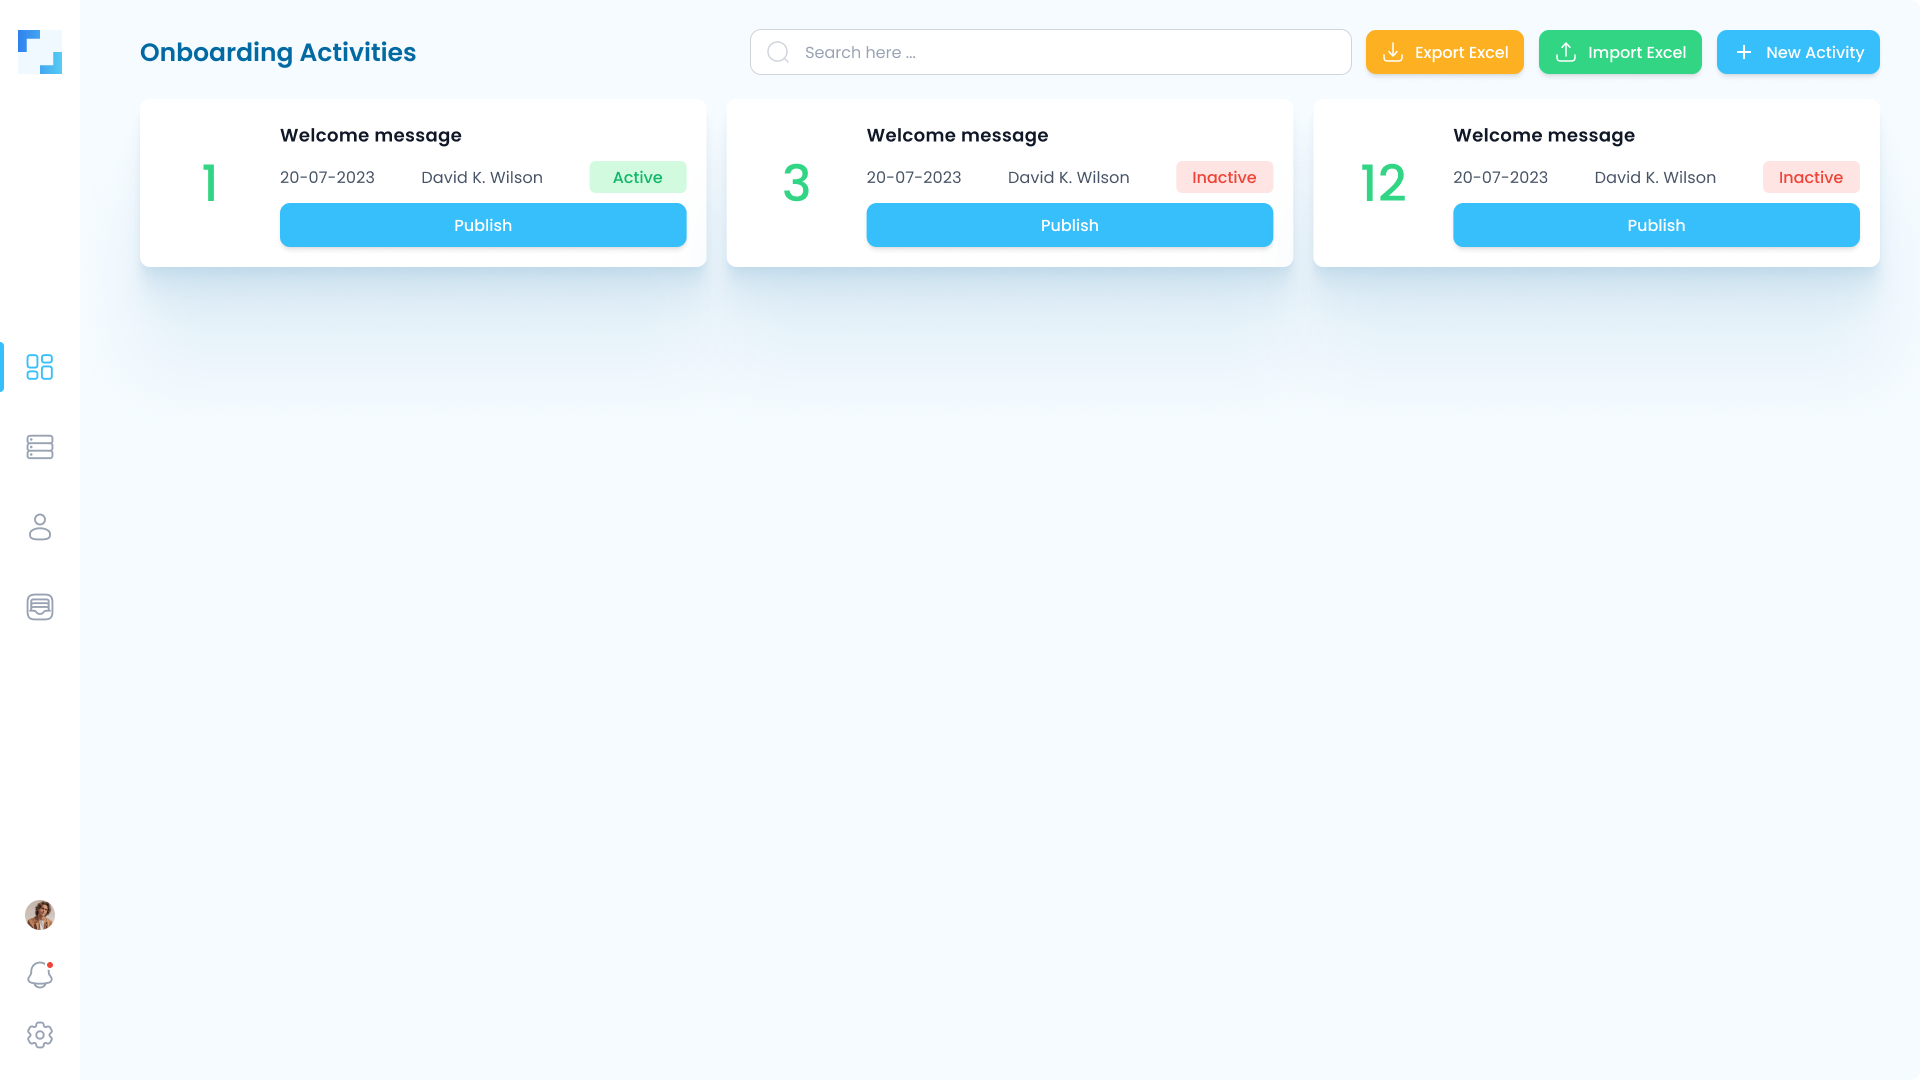 Onboarding Activities
Search here ...
Export Excel
Import Excel
New Activity
1
Welcome message
20-07-2023
David K. Wilson
Active
Publish
3
Welcome message
20-07-2023
David K. Wilson
Inactive
Publish
12
Welcome message
20-07-2023
David K. Wilson
Inactive
Publish